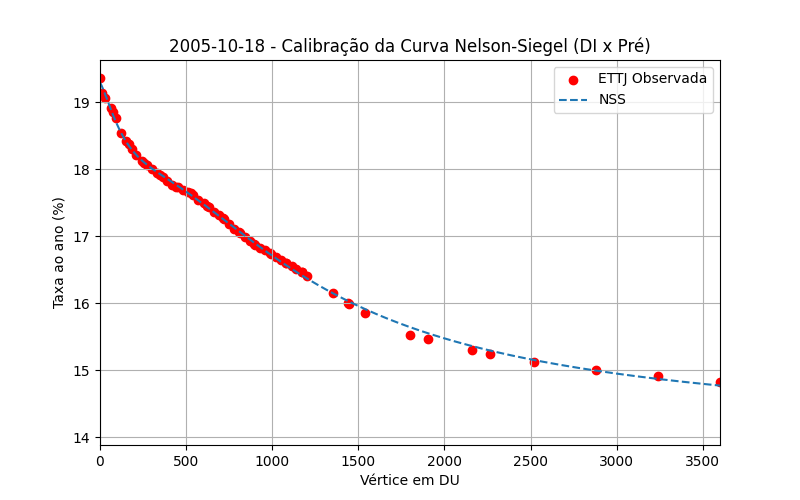 2005-10-18 - Calibração da Curva Nelson-Siegel (DI x Pré)
ETTJ Observada
NSS
Taxa ao ano (%)
19
18
17
16
15
14
0 500 1000 1500 2000 2500 3000 3500
Vértice em DU